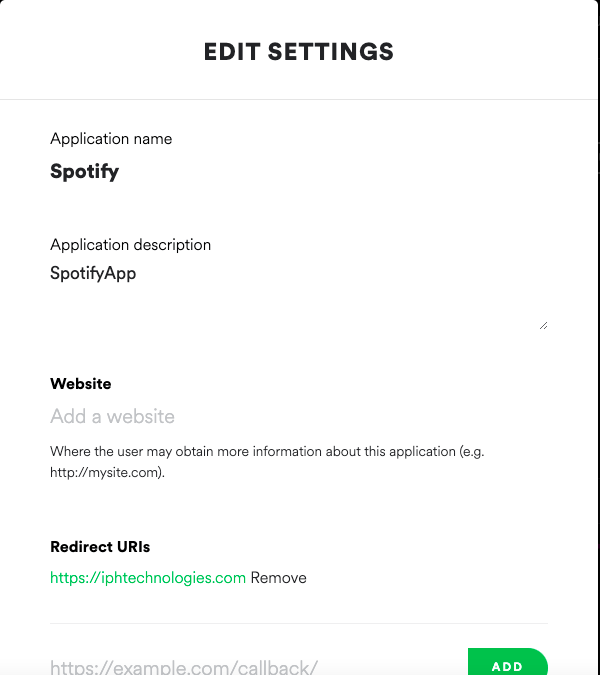 EDIT SETTINGS
Application name
Spotify
Application description
SpotifyApp
Website
Add a website
Where the user may obtain more information about this application (e.g.
http://mysite.com).
Redirect URIs
https://iphtechnologies.com Remove
https://example.com/callback/ ADD